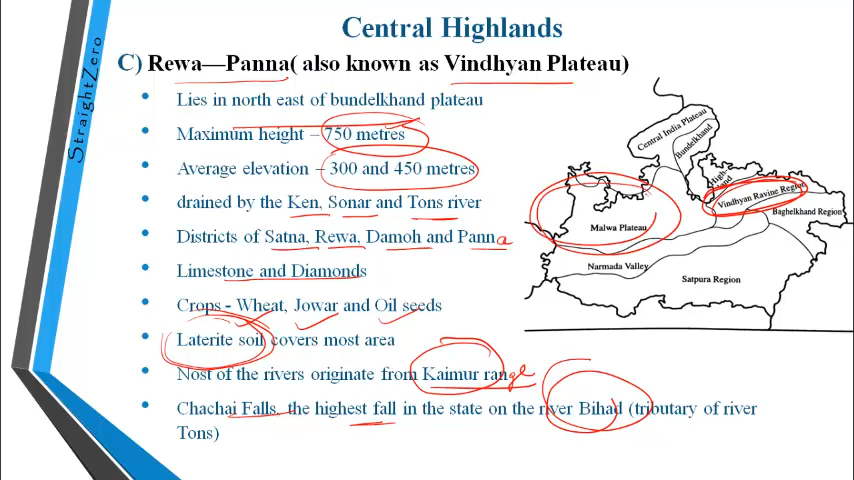 Central Highlands
StraightZero
C) Rewa—Panna( also known as Vindhyan Plateau)
• Lies in north east of bundelkhand plateau
• Maximum height – 750 metres
• Average elevation – 300 and 450 metres
• drained by the Ken, Sonar and Tons river
• Districts of Satna, Rewa, Damoh and Panna
• Limestone and Diamonds
• Crops - Wheat, Jowar and Oil seeds
• Laterite soil covers most area
• Nost of the rivers originate from Kaimur range
• Chachai Falls, the highest fall in the state on the river Bihad (tributary of river
Tons)
Central India Plateau
Bundelkhand
High-
land
Vindhyan Ravine Region
Baghelkhand Region
Malwa Plateau
Narmada Valley
Satpura Region